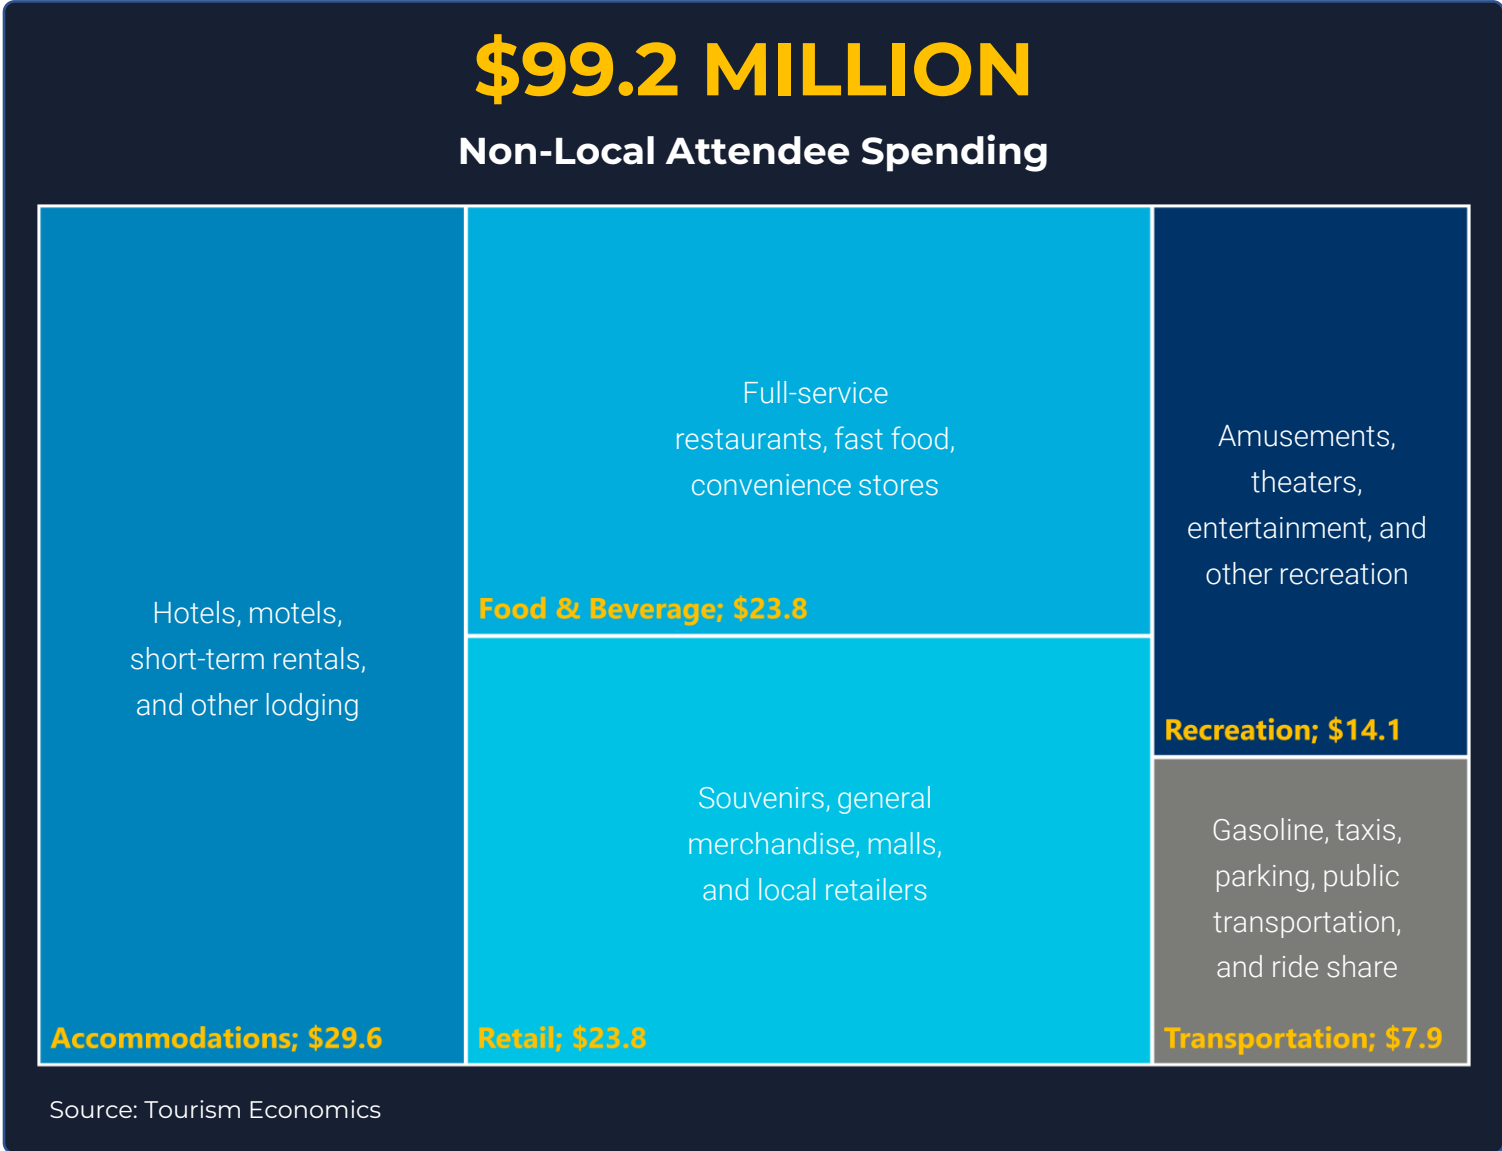 $99.2 MILLION
Non-Local Attendee Spending
Hotels, motels,
short-term rentals,
and other lodging
Accommodations; $29.6
Full-service
restaurants, fast food,
convenience stores
Food & Beverage; $23.8
Souvenirs, general
merchandise, malls,
and local retailers
Retail; $23.8
Amusements,
theaters,
entertainment, and
other recreation
Recreation; $14.1
Gasoline, taxis,
parking, public
transportation,
and ride share
Transportation; $7.9
Source: Tourism Economics